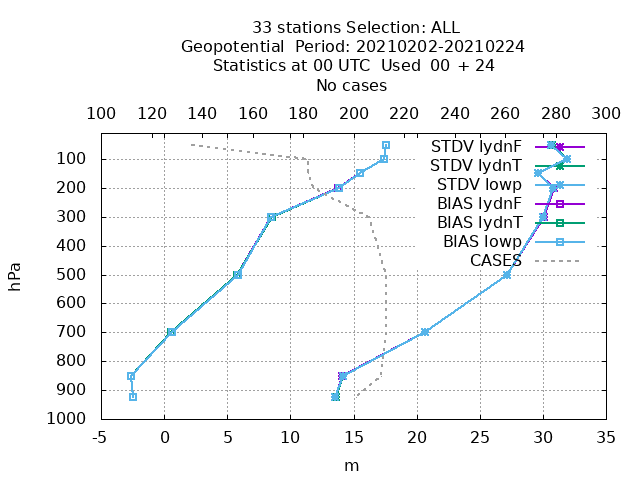 33 stations Selection: ALL
Geopotential  Period: 20210202-20210224
Statistics at 00 UTC  Used  00 + 24
No cases
100 120 140 160 180 200 220 240 260 280 300
STDV lydnF
STDV lydnT
STDV lowp
BIAS lydnF
BIAS lydnT
BIAS lowp
CASES
100
200
300
400
500
600
700
800
900
1000
hPa
-5 0 5 10 15 20 25 30 35
m